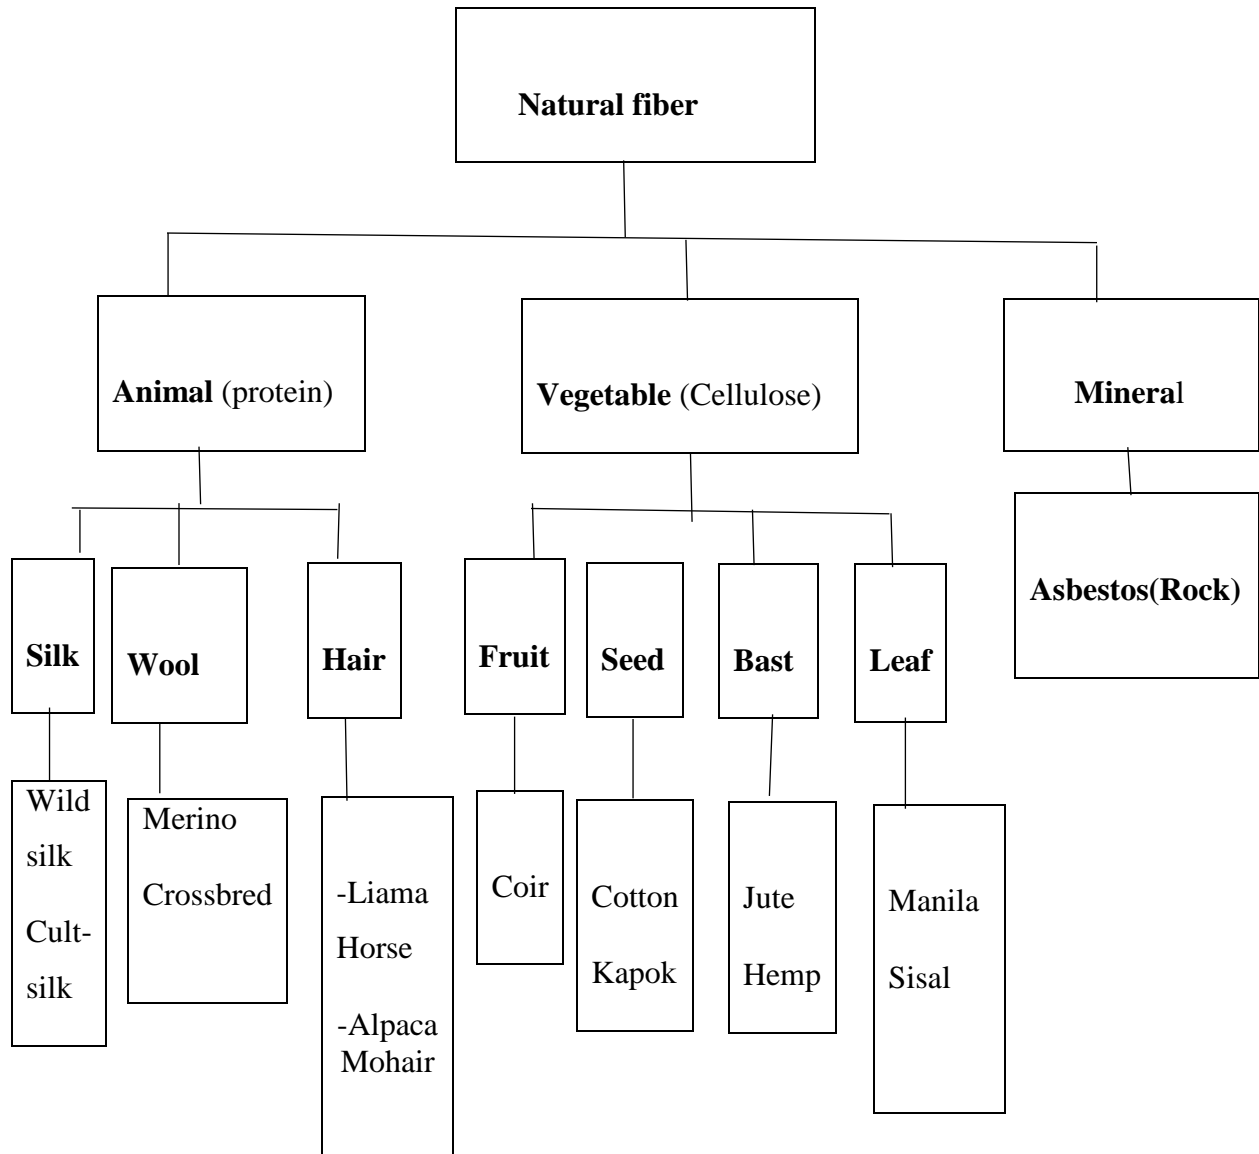 Natural fiber
Animal (protein)
Vegetable (Cellulose)
Mineral
Asbestos(Rock)
Silk
Wool
Hair
Fruit
Seed
Bast
Leaf
Wild
silk
Cult-
silk
Merino
Crossbred
-Liama
Horse
-Alpaca
Mohair
Coir
Cotton
Kapok
Jute
Hemp
Manila
Sisal